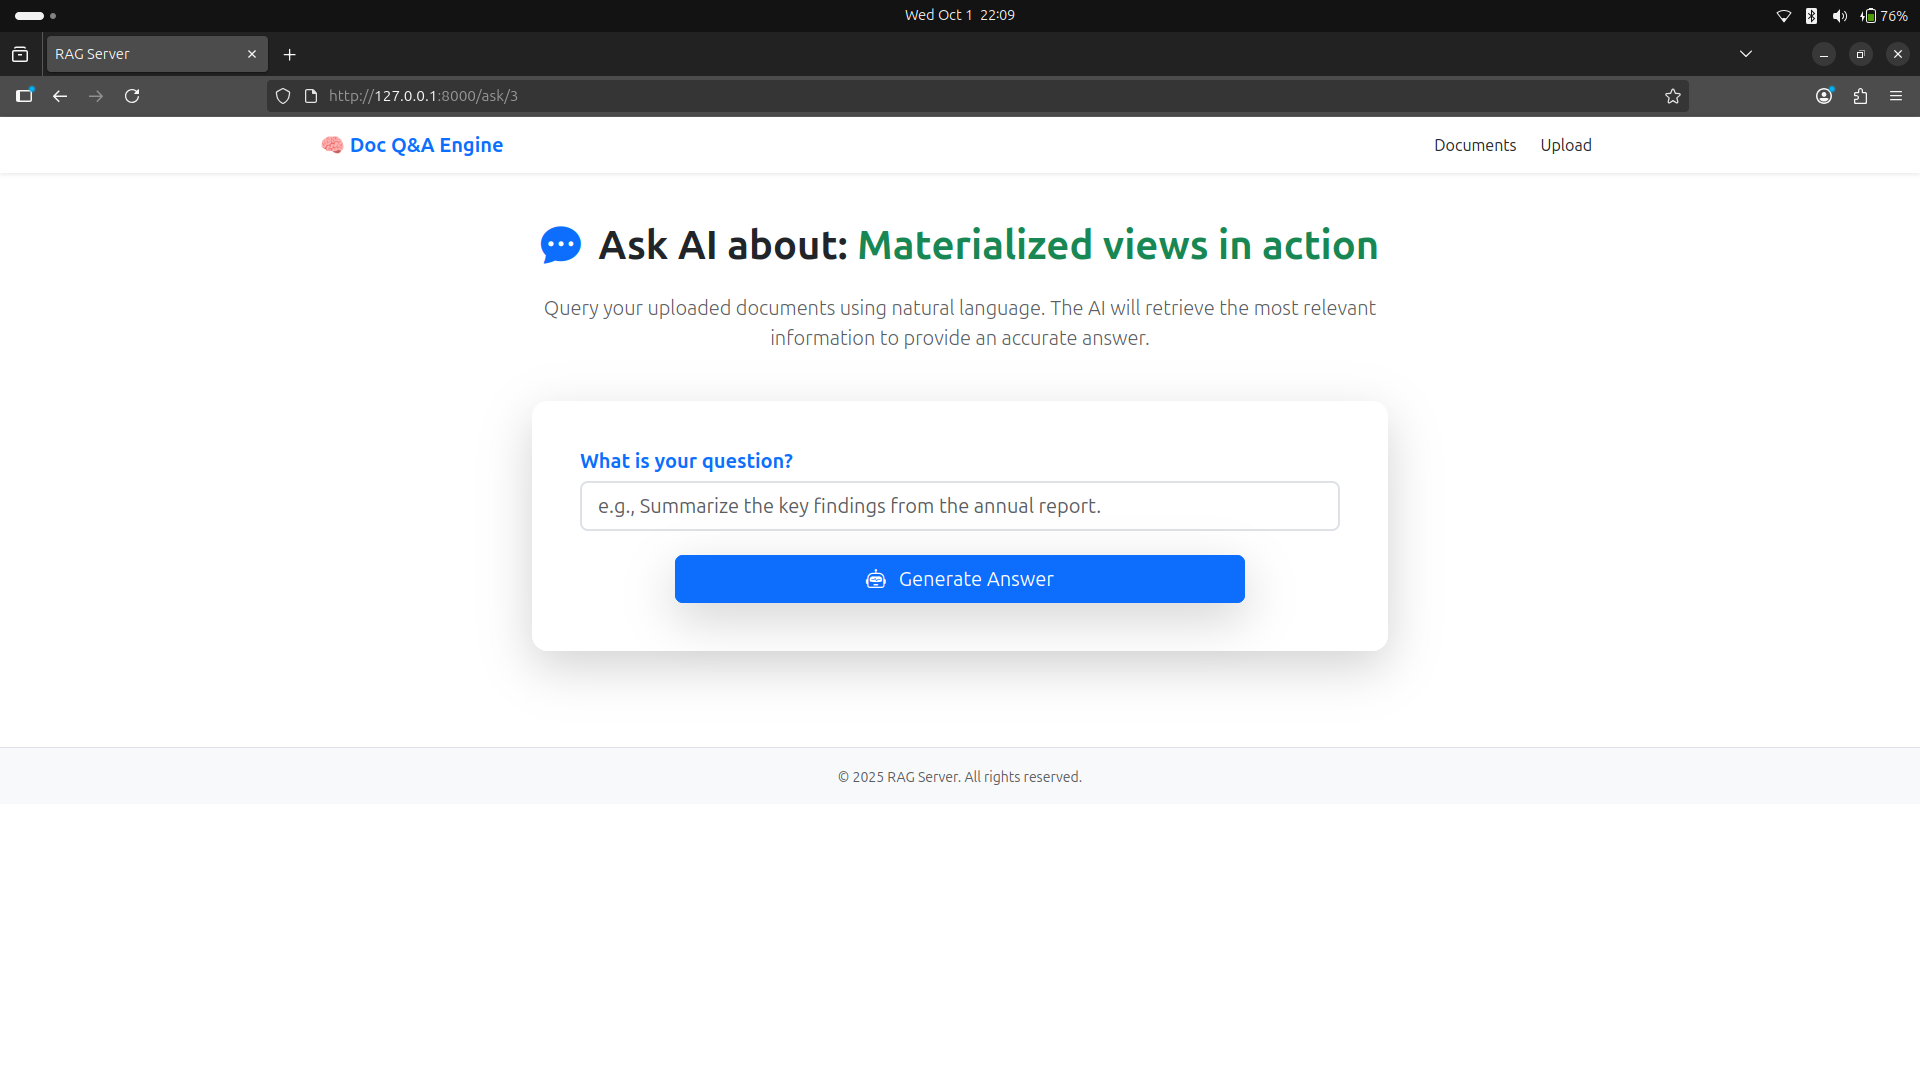 Wed Oct 1 22:09
76%
RAG Server
http://127.0.0.1:8000/ask/3
Doc Q&A Engine
Documents
Upload
Ask AI about: Materialized views in action
Query your uploaded documents using natural language. The AI will retrieve the most relevant
information to provide an accurate answer.
What is your question?
e.g., Summarize the key findings from the annual report.
Generate Answer
© 2025 RAG Server. All rights reserved.